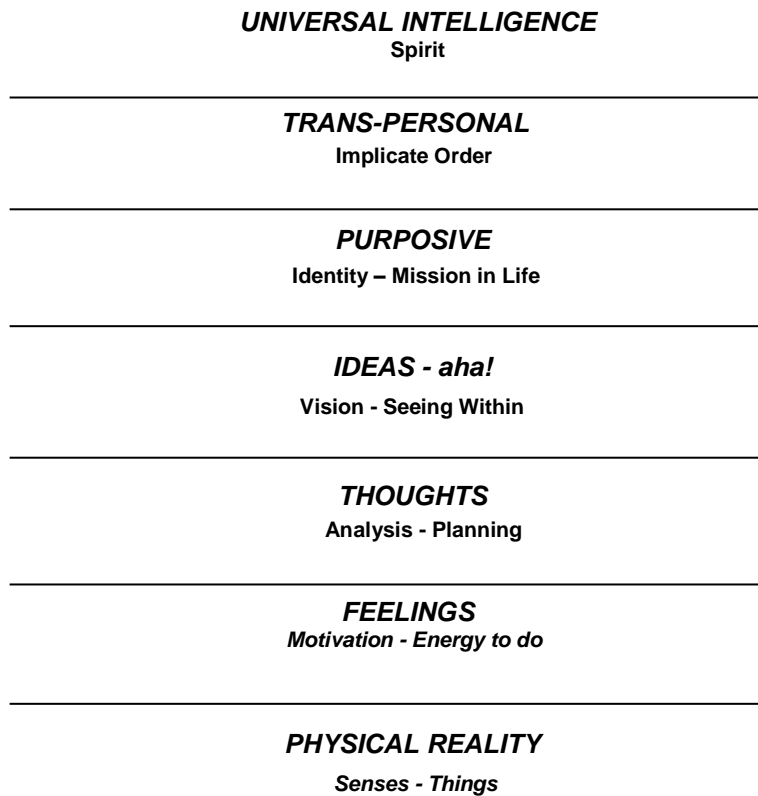 UNIVERSAL INTELLIGENCE
Spirit
TRANS-PERSONAL
Implicate Order
PURPOSIVE
Identity – Mission in Life
IDEAS - aha!
Vision - Seeing Within
THOUGHTS
Analysis - Planning
FEELINGS
Motivation - Energy to do
PHYSICAL REALITY
Senses - Things